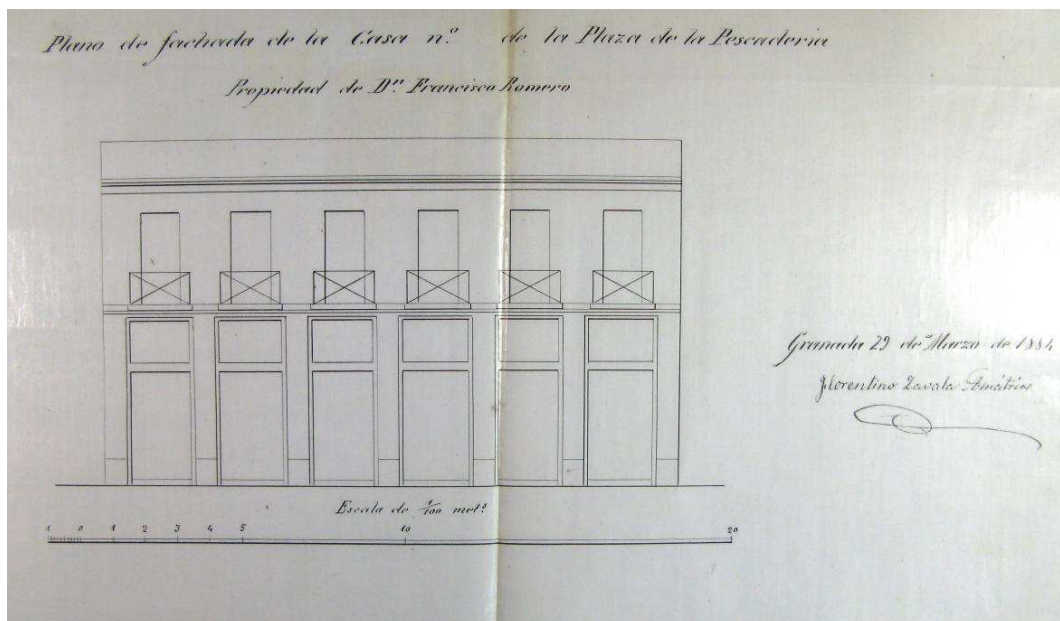 Plano de fachada de la Casa n.º de la Plaza de la Pescaderia
Propiedad de D.n Francisco Romero
Granada 29 de Marzo de 1884
Florentino Zavala
Escala de 1/100 met.s
1 0 1 2 3 4 5 10 20